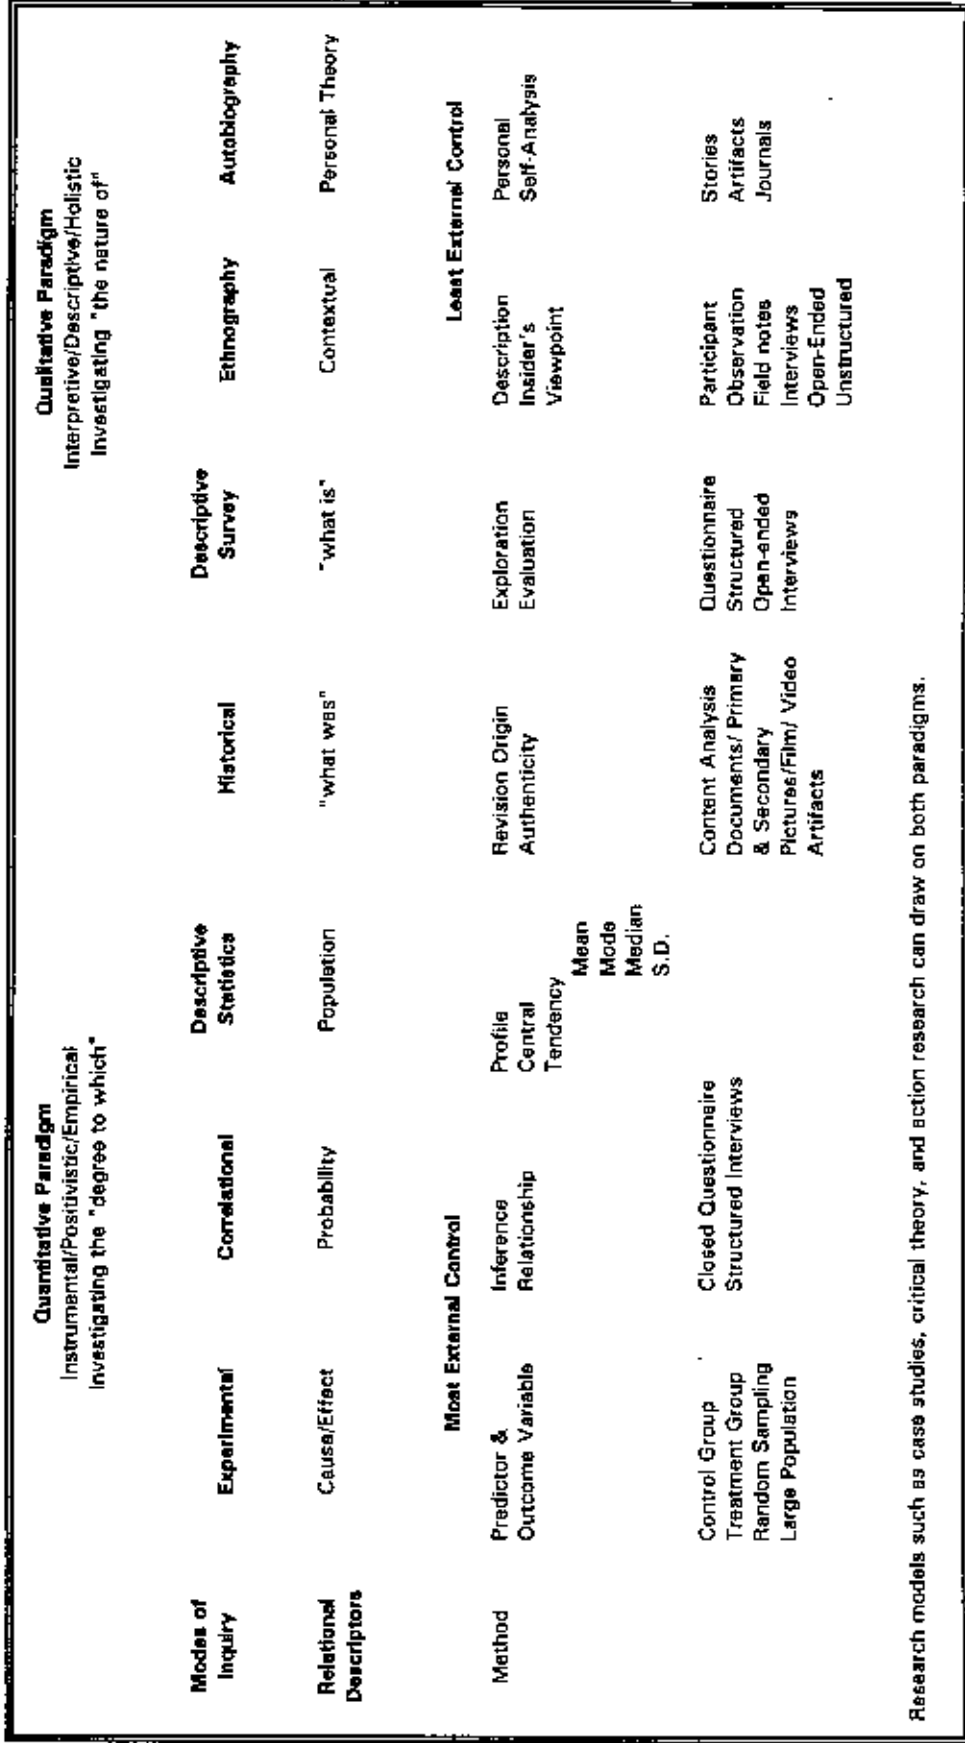 Quantitative Paradigm
Instrumental/Positivistic/Empirical
Investigating the "degree to which"
Qualitative Paradigm
Interpretive/Descriptive/Holistic
Investigating "the nature of"
Modes of
Inquiry
Experimental
Correlational
Descriptive
Statistics
Historical
Descriptive
Survey
Ethnography
Autobiography
Relational
Descriptors
Cause/Effect
Probability
Population
"what was"
"what is"
Contextual
Personal Theory
Most External Control
Least External Control
Method
Predictor &
Outcome Variable
Inference
Relationship
Profile
Central
Tendency
Mean
Mode
Median
S.D.
Revision Origin
Authenticity
Exploration
Evaluation
Description
Insider's
Viewpoint
Personal
Self-Analysis
Control Group
Treatment Group
Random Sampling
Large Population
Closed Questionnaire
Structured Interviews
Content Analysis
Documents/ Primary
& Secondary
Pictures/Film/ Video
Artifacts
Questionnaire
Structured
Open-ended
Interviews
Participant
Observation
Field notes
Interviews
Open-Ended
Unstructured
Stories
Artifacts
Journals
Research models such as case studies, critical theory, and action research can draw on both paradigms.